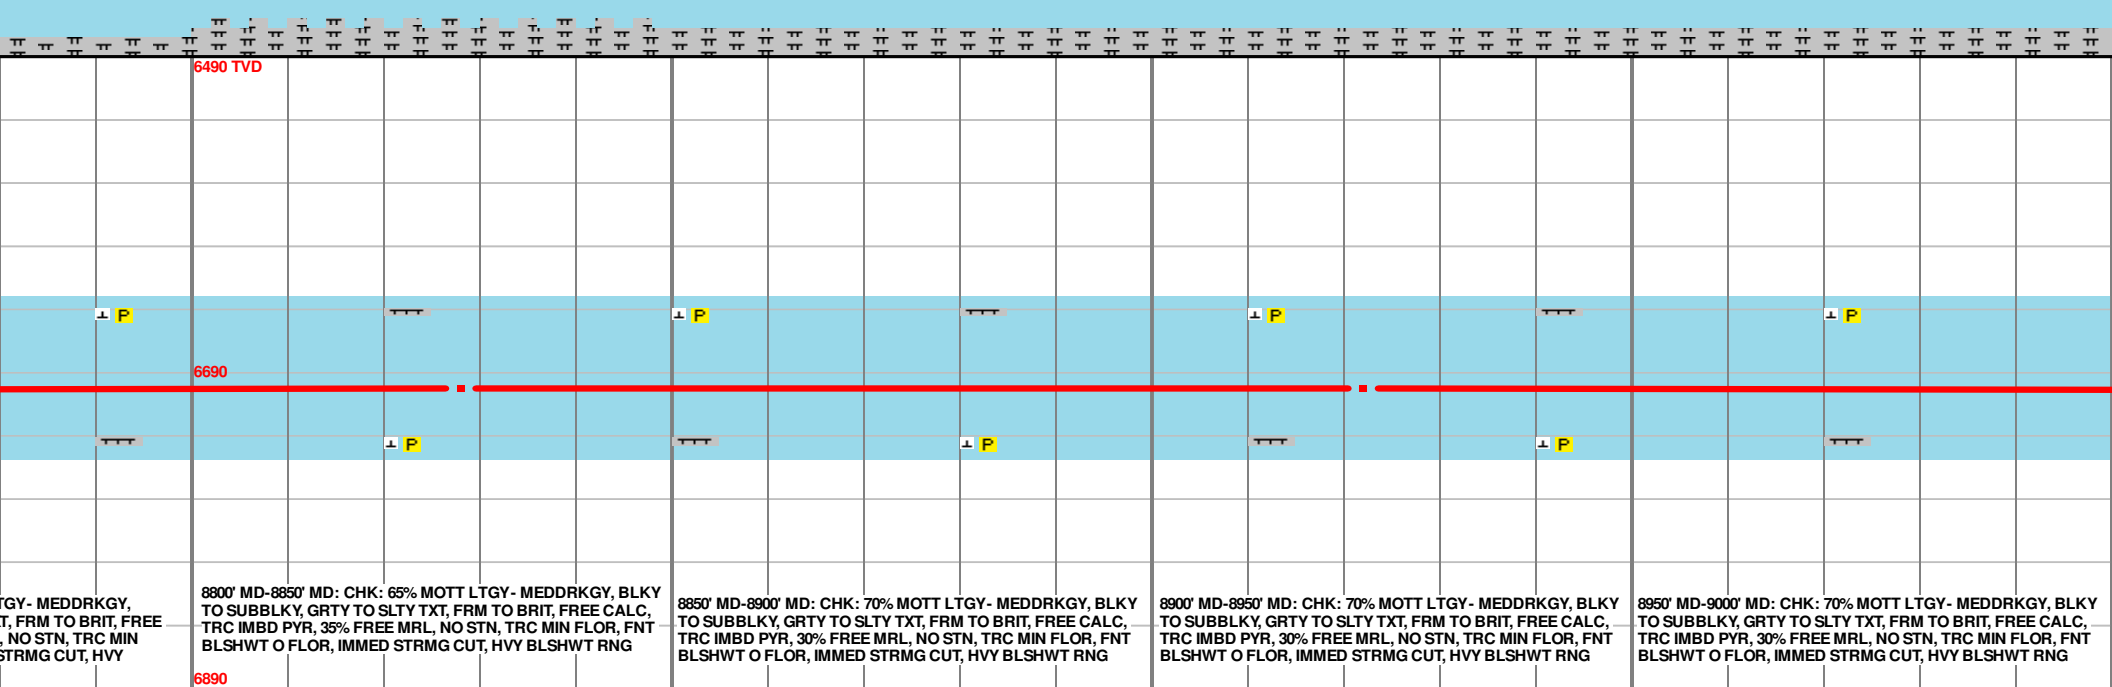 6490 TVD
P P P P
6690
P P P
TGY- MEDDRKGY,
T, FRM TO BRIT, FREE
, NO STN, TRC MIN
STRMG CUT, HVY
8800' MD-8850' MD: CHK: 65% MOTT LTGY- MEDDRKGY, BLKY
TO SUBBLKY, GRTY TO SLTY TXT, FRM TO BRIT, FREE CALC,
TRC IMBD PYR, 35% FREE MRL, NO STN, TRC MIN FLOR, FNT
BLSHWT O FLOR, IMMED STRMG CUT, HVY BLSHWT RNG
8850' MD-8900' MD: CHK: 70% MOTT LTGY- MEDDRKGY, BLKY
TO SUBBLKY, GRTY TO SLTY TXT, FRM TO BRIT, FREE CALC,
TRC IMBD PYR, 30% FREE MRL, NO STN, TRC MIN FLOR, FNT
BLSHWT O FLOR, IMMED STRMG CUT, HVY BLSHWT RNG
8900' MD-8950' MD: CHK: 70% MOTT LTGY- MEDDRKGY, BLKY
TO SUBBLKY, GRTY TO SLTY TXT, FRM TO BRIT, FREE CALC,
TRC IMBD PYR, 30% FREE MRL, NO STN, TRC MIN FLOR, FNT
BLSHWT O FLOR, IMMED STRMG CUT, HVY BLSHWT RNG
8950' MD-9000' MD: CHK: 70% MOTT LTGY- MEDDRKGY, BLKY
TO SUBBLKY, GRTY TO SLTY TXT, FRM TO BRIT, FREE CALC,
TRC IMBD PYR, 30% FREE MRL, NO STN, TRC MIN FLOR, FNT
BLSHWT O FLOR, IMMED STRMG CUT, HVY BLSHWT RNG
6890